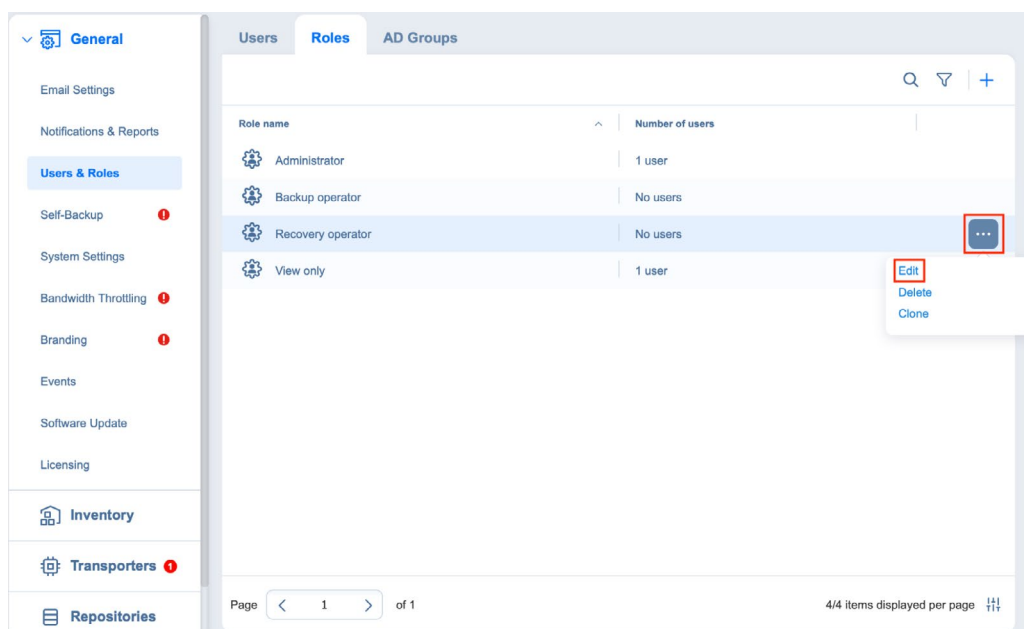 General
Email Settings
Notifications & Reports
Users & Roles
Self-Backup
System Settings
Bandwidth Throttling
Branding
Events
Software Update
Licensing
Inventory
Transporters 1
Repositories
Users Roles AD Groups
Role name Number of users
Administrator 1 user
Backup operator No users
Recovery operator No users
View only 1 user
Edit
Delete
Clone
Page 1 of 1 4/4 items displayed per page